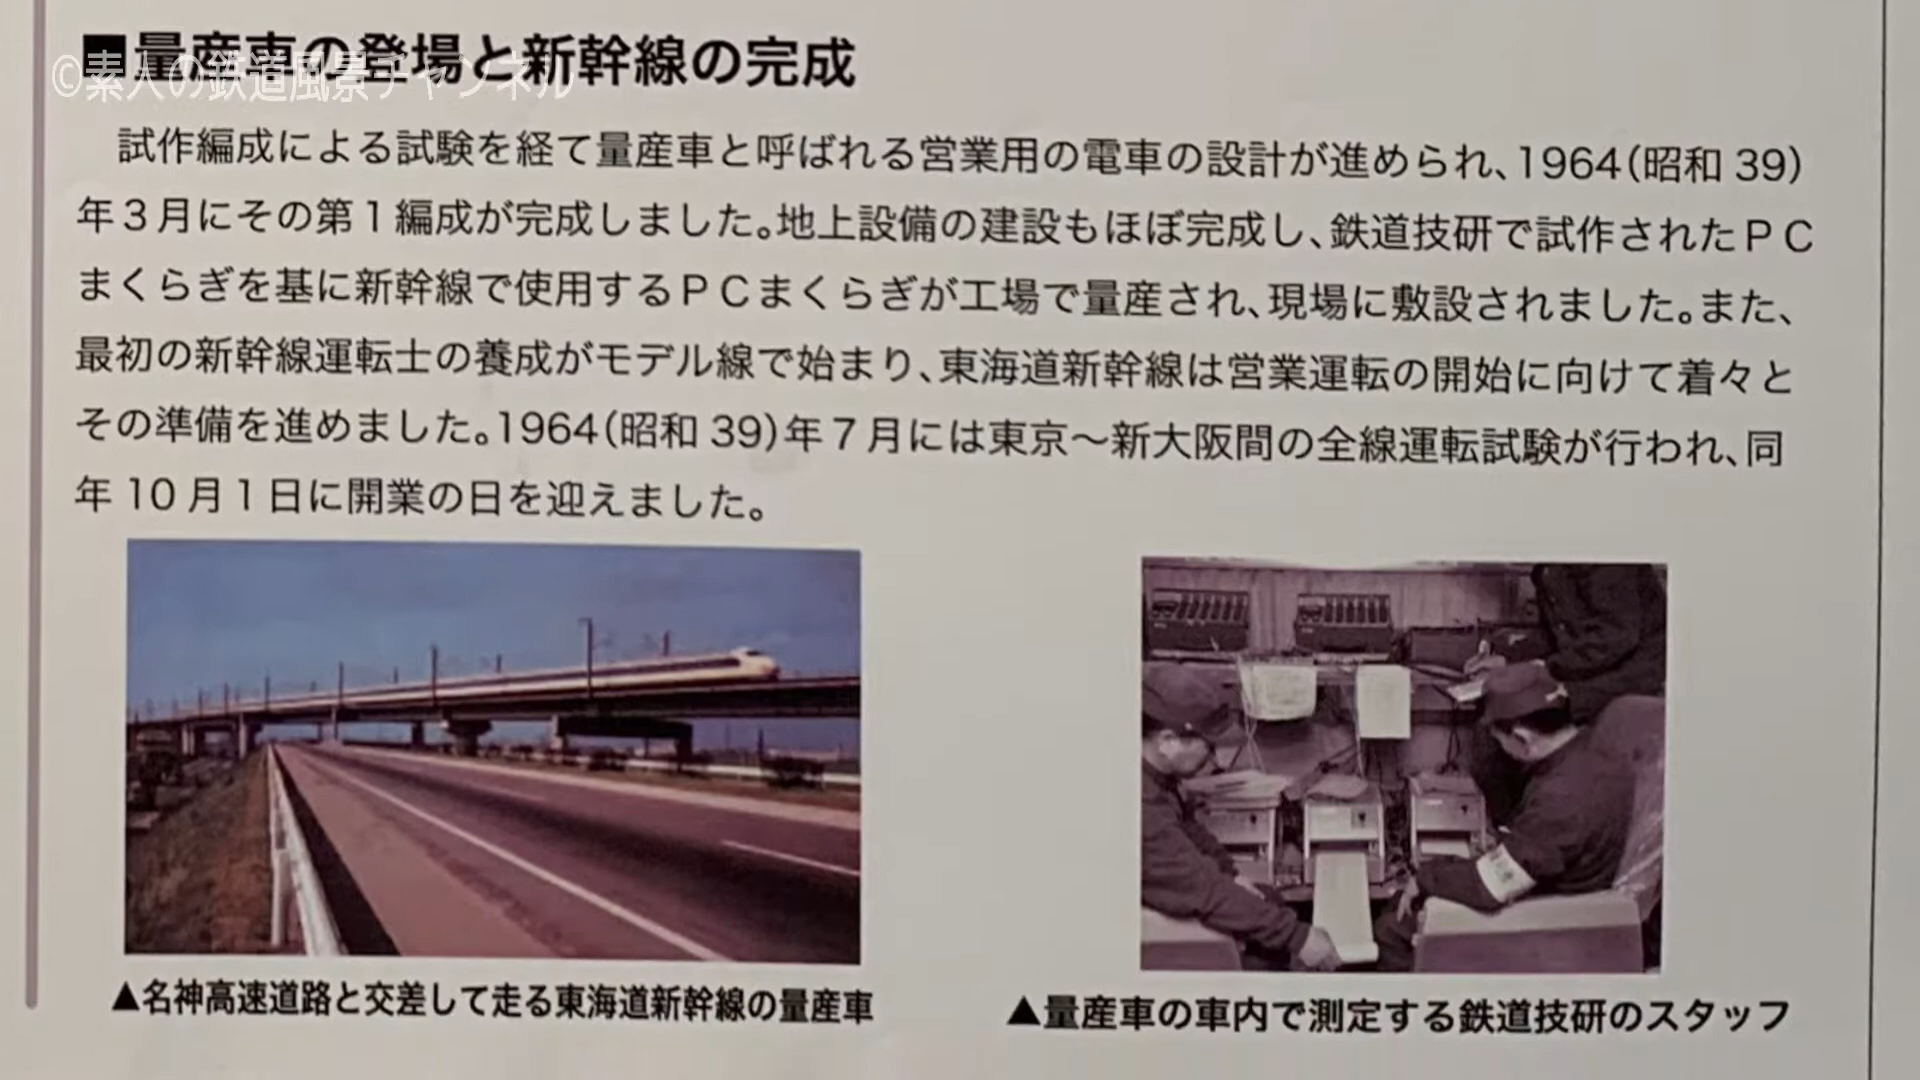 ■量産車の登場と新幹線の完成
©素人の鉄道風景チャンネル
試作編成による試験を経て量産車と呼ばれる営業用の電車の設計が進められ、1964(昭和 39)
年3月にその第1編成が完成しました。地上設備の建設もほぼ完成し、鉄道技研で試作されたPC
まくらぎを基に新幹線で使用するPCまくらぎが工場で量産され、現場に敷設されました。また、
最初の新幹線運転士の養成がモデル線で始まり、東海道新幹線は営業運転の開始に向けて着々と
その準備を進めました。1964(昭和 39)年7月には東京〜新大阪間の全線運転試験が行われ、同
年10月1日に開業の日を迎えました。
▲名神高速道路と交差して走る東海道新幹線の量産車
▲量産車の車内で測定する鉄道技研のスタッフ